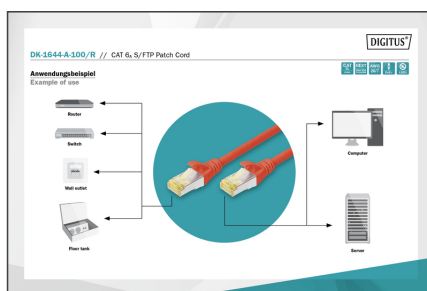 DIGITUS®
DK-1644-A-100/R // CAT 6A S/FTP Patch Cord
Anwendungsbeispiel
Example of use
Router
Switch
Wall outlet
Floor tank
Computer
Server